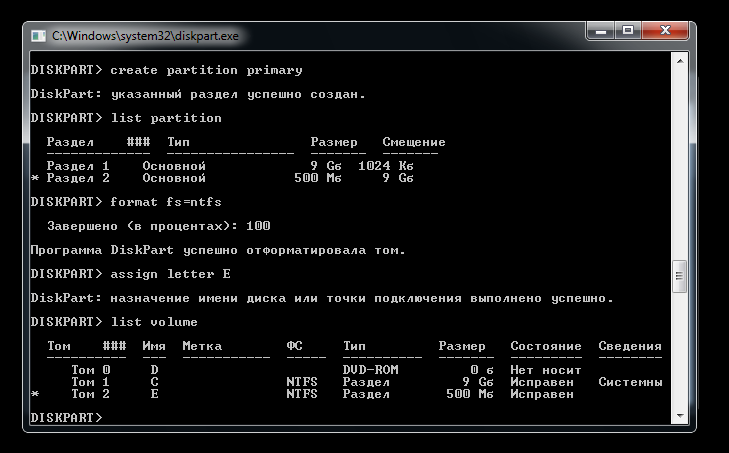 C:\Windows\system32\diskpart.exe
DISKPART> create partition primary
DiskPart: указанный раздел успешно создан.
DISKPART> list partition
Раздел ### Тип Размер Смещение
------------- ---------------- ------- -------
Раздел 1 Основной 9 Gб 1024 Kб
* Раздел 2 Основной 500 Mб 9 Gб
DISKPART> format fs=ntfs
Завершено (в процентах): 100
Программа DiskPart успешно отформатировала том.
DISKPART> assign letter E
DiskPart: назначение имени диска или точки подключения выполнено успешно.
DISKPART> list volume
Том ### Имя Метка ФС Тип Размер Состояние Сведения
---------- --- ----------- ----- ---------- ------- --------- --------
Том 0 D DVD-ROM 0 б Нет носит
Том 1 C NTFS Раздел 9 Gб Исправен Системны
* Том 2 E NTFS Раздел 500 Mб Исправен
DISKPART>